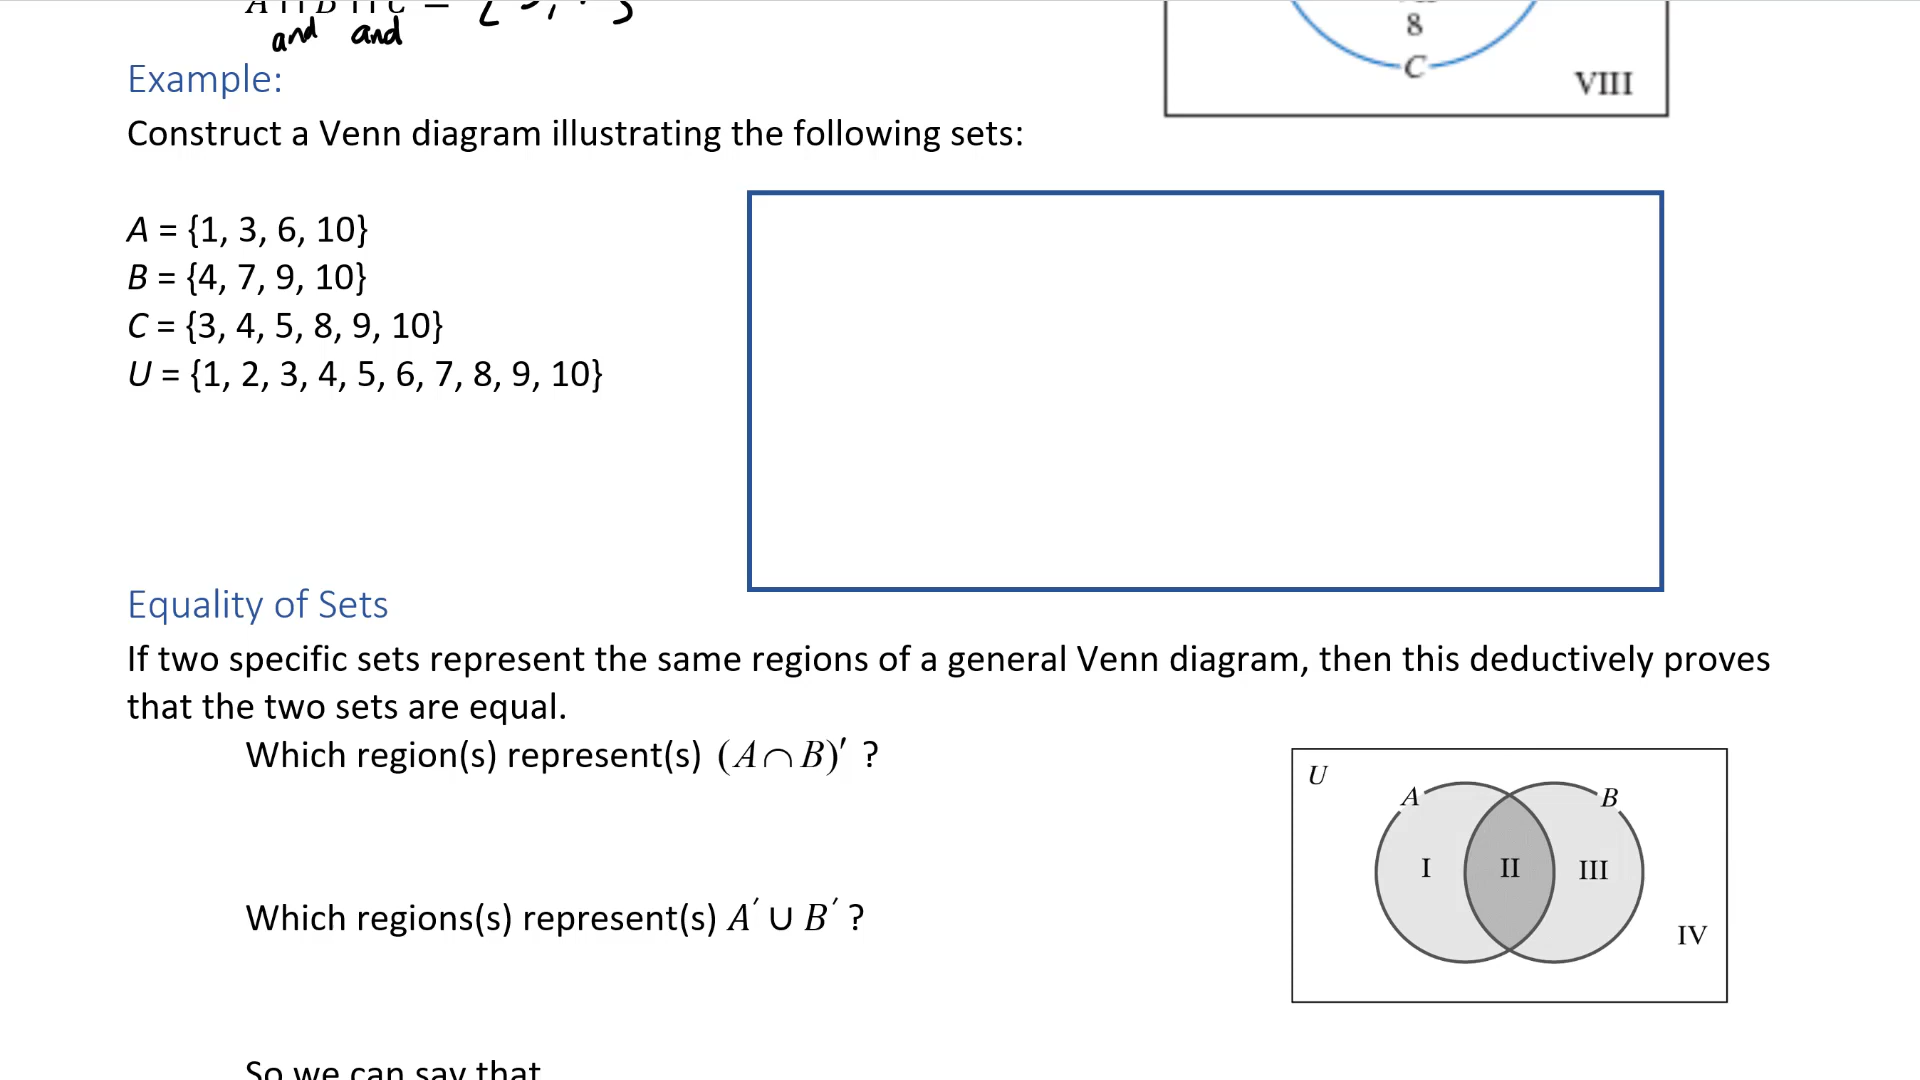 and and
8
C
VIII
Example:
Construct a Venn diagram illustrating the following sets:
A = {1, 3, 6, 10}
B = {4, 7, 9, 10}
C = {3, 4, 5, 8, 9, 10}
U = {1, 2, 3, 4, 5, 6, 7, 8, 9, 10}
Equality of Sets
If two specific sets represent the same regions of a general Venn diagram, then this deductively proves
that the two sets are equal.
Which region(s) represent(s) (A∩B)′ ?
U
A B
I II III
Which regions(s) represent(s) A′ ∪ B′ ?
IV
So we can say that